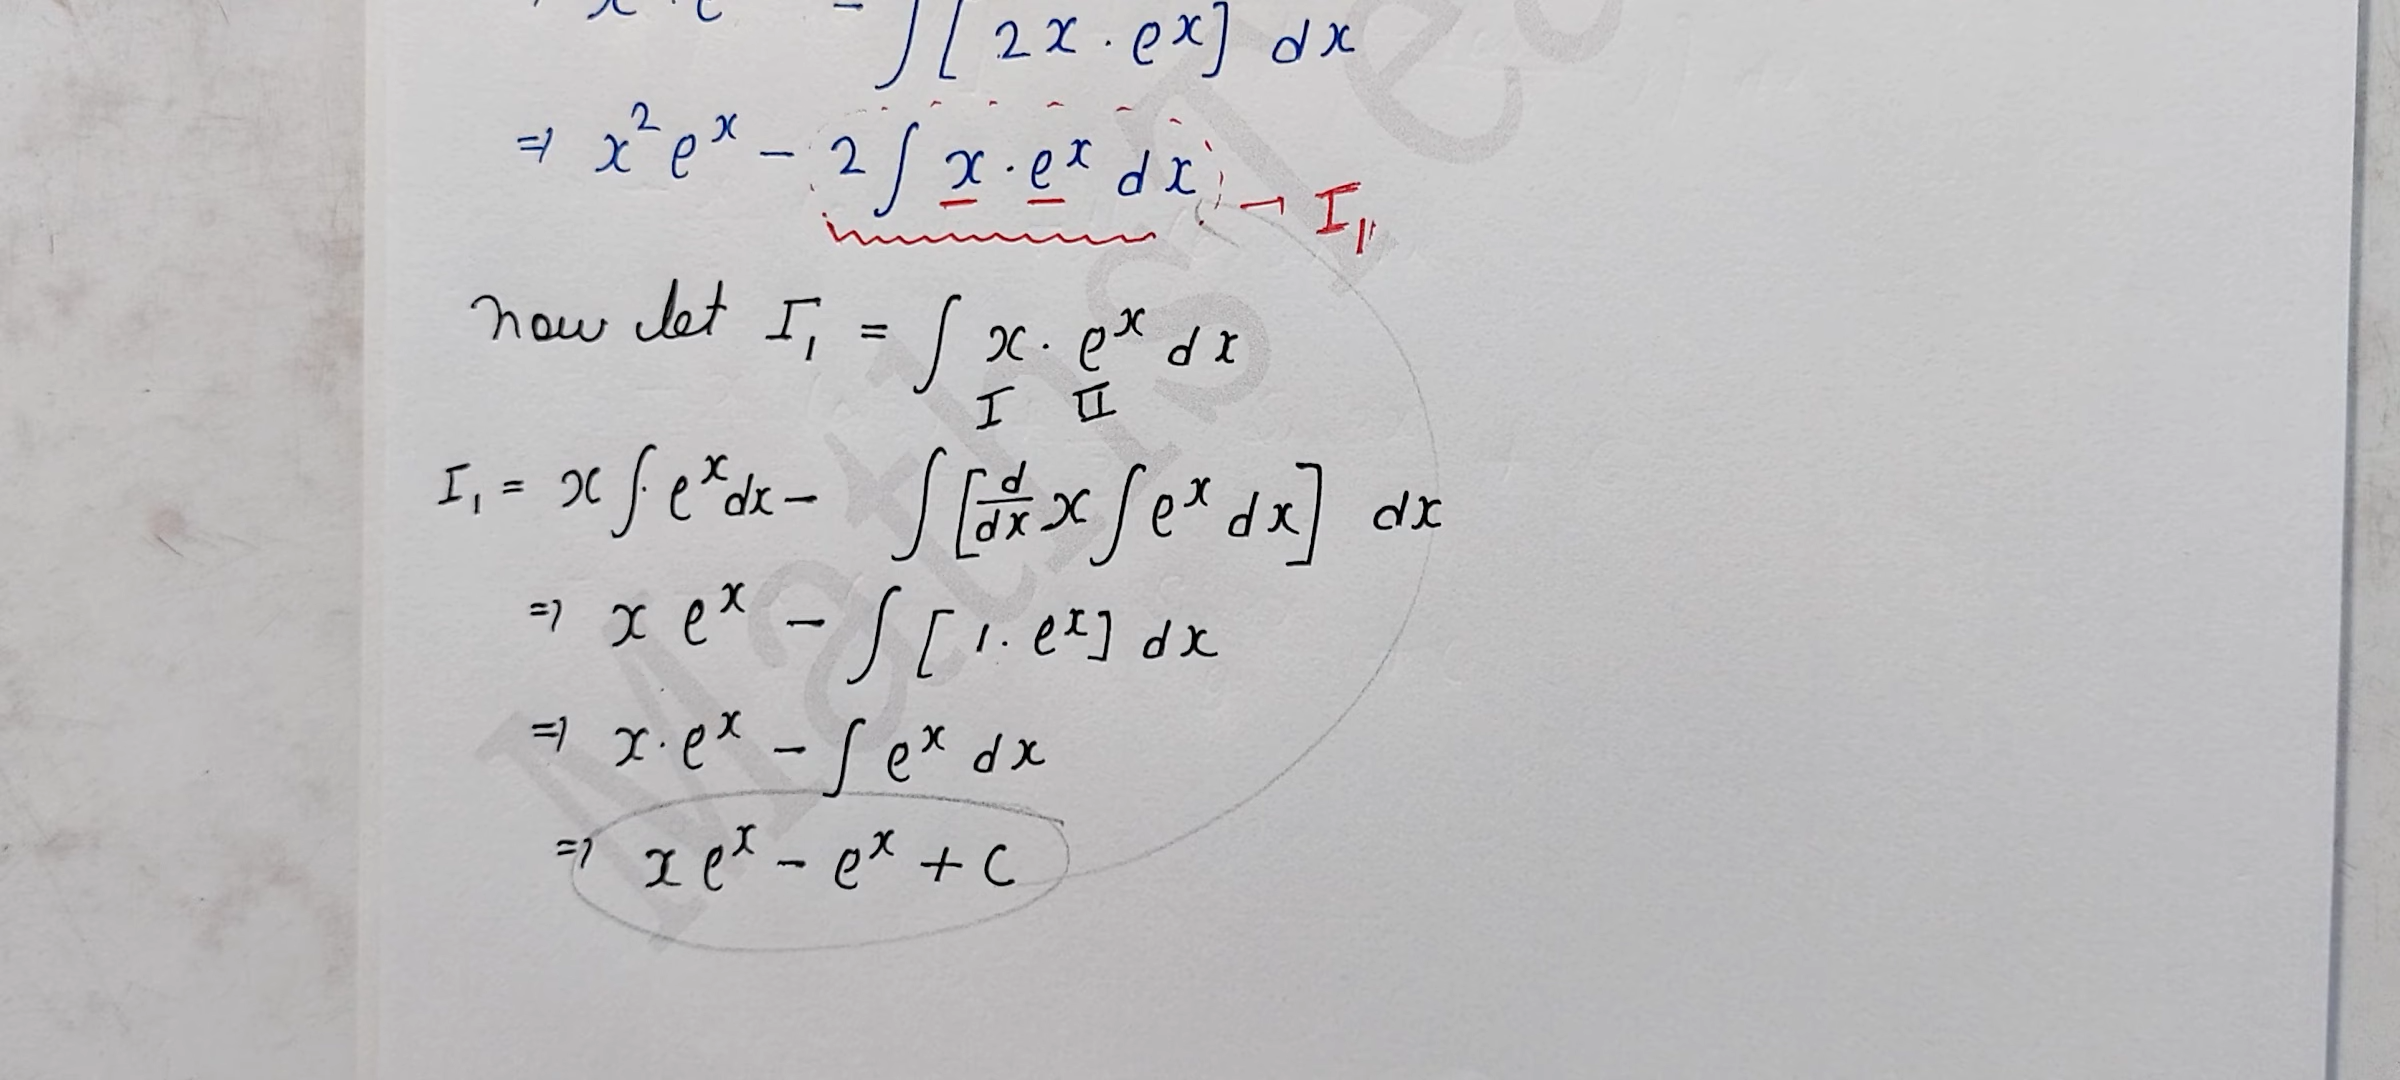 x · e - ∫[ 2x · eˣ] dx
⇒ x²eˣ - 2∫ x · eˣ dx → I₁
now let I₁ = ∫ x · eˣ dx
I II
I₁ = x ∫ · eˣdx - ∫ [d/dx x ∫ eˣ dx] dx
⇒ x eˣ - ∫ [ 1 · eˣ] dx
⇒ x · eˣ - ∫ eˣ dx
⇒ x eˣ - eˣ + c